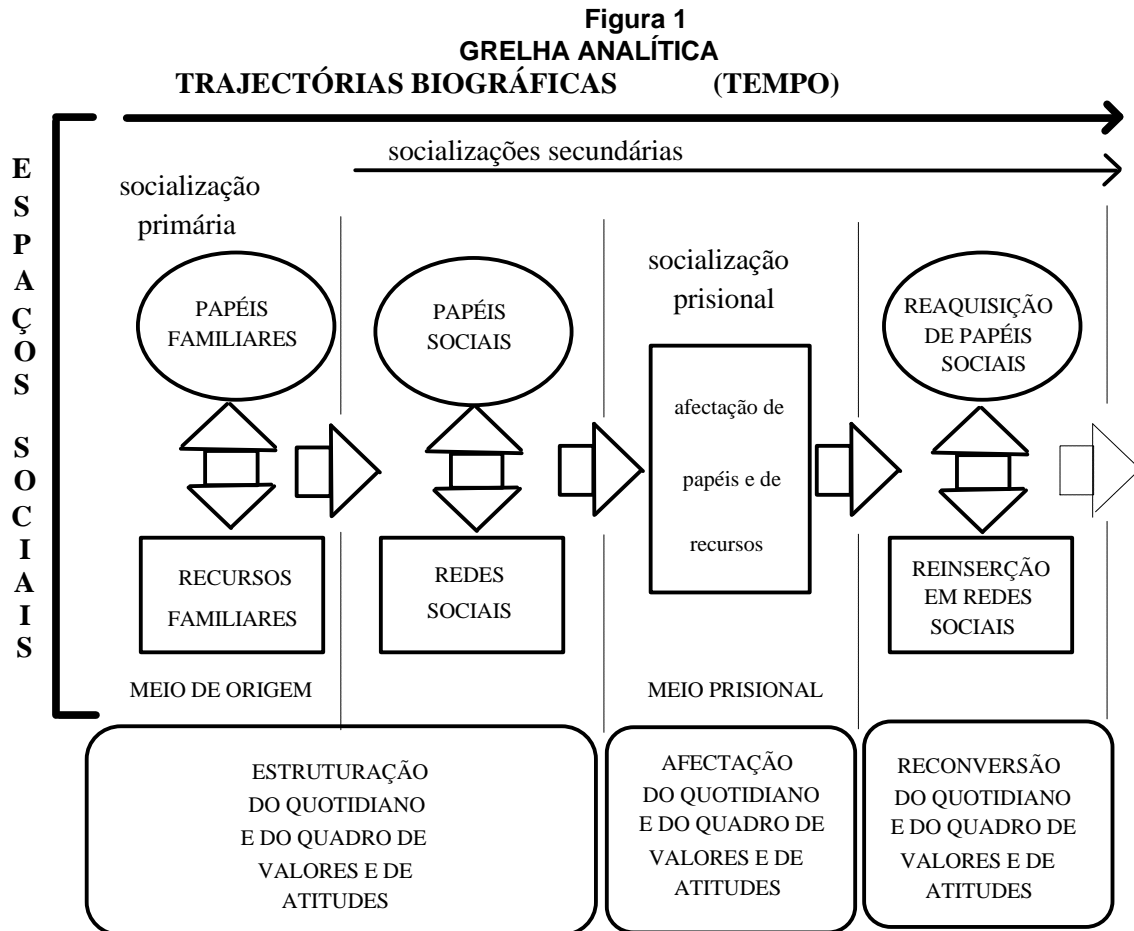 Figura 1
GRELHA ANALÍTICA
TRAJECTÓRIAS BIOGRÁFICAS (TEMPO)
ESPAÇOS SOCIAIS
socializações secundárias
socialização
primária
PAPÉIS
FAMILIARES
RECURSOS
FAMILIARES
MEIO DE ORIGEM
PAPÉIS
SOCIAIS
REDES
SOCIAIS
socialização
prisional
afectação de
papéis e de
recursos
MEIO PRISIONAL
REAQUISIÇÃO
DE PAPÉIS
SOCIAIS
REINSERÇÃO
EM REDES
SOCIAIS
ESTRUTURAÇÃO
DO QUOTIDIANO
E DO QUADRO DE
VALORES E DE
ATITUDES
AFECTAÇÃO
DO QUOTIDIANO
E DO QUADRO DE
VALORES E DE
ATITUDES
RECONVERSÃO
DO QUOTIDIANO
E DO QUADRO DE
VALORES E DE
ATITUDES